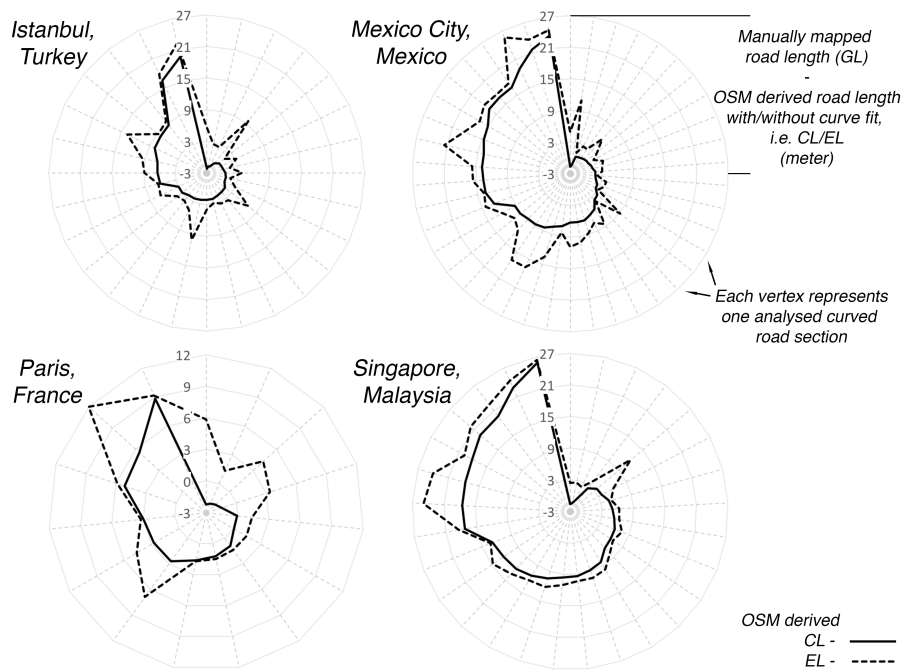 Istanbul,
Turkey
27
21
15
9
3
-3
Mexico City,
Mexico
27
21
15
9
3
-3
Manually mapped
road length (GL)
-
OSM derived road length
with/without curve fit,
i.e. CL/EL
(meter)
Each vertex represents
one analysed curved
road section
Paris,
France
12
9
6
3
0
-3
Singapore,
Malaysia
27
21
15
9
3
-3
OSM derived
CL -
EL -